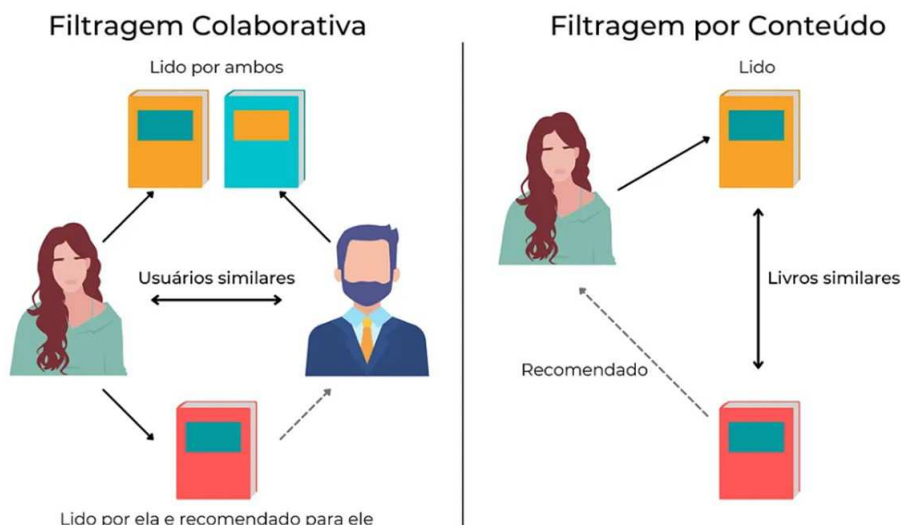 Filtragem Colaborativa
Lido por ambos
Usuários similares
Lido por ela e recomendado para ele
Filtragem por Conteúdo
Lido
Livros similares
Recomendado